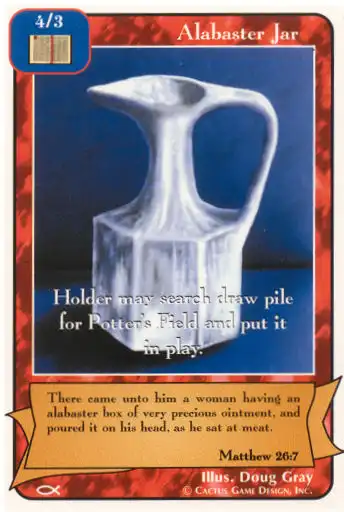 4/3
Alabaster Jar
Holder may search draw pile
for Potter's Field and put it
in play.
There came unto him a woman having an
alabaster box of very precious ointment, and
poured it on his head, as he sat at meat.
Matthew 26:7
Illus. Doug Gray
© Cactus Game Design, Inc.